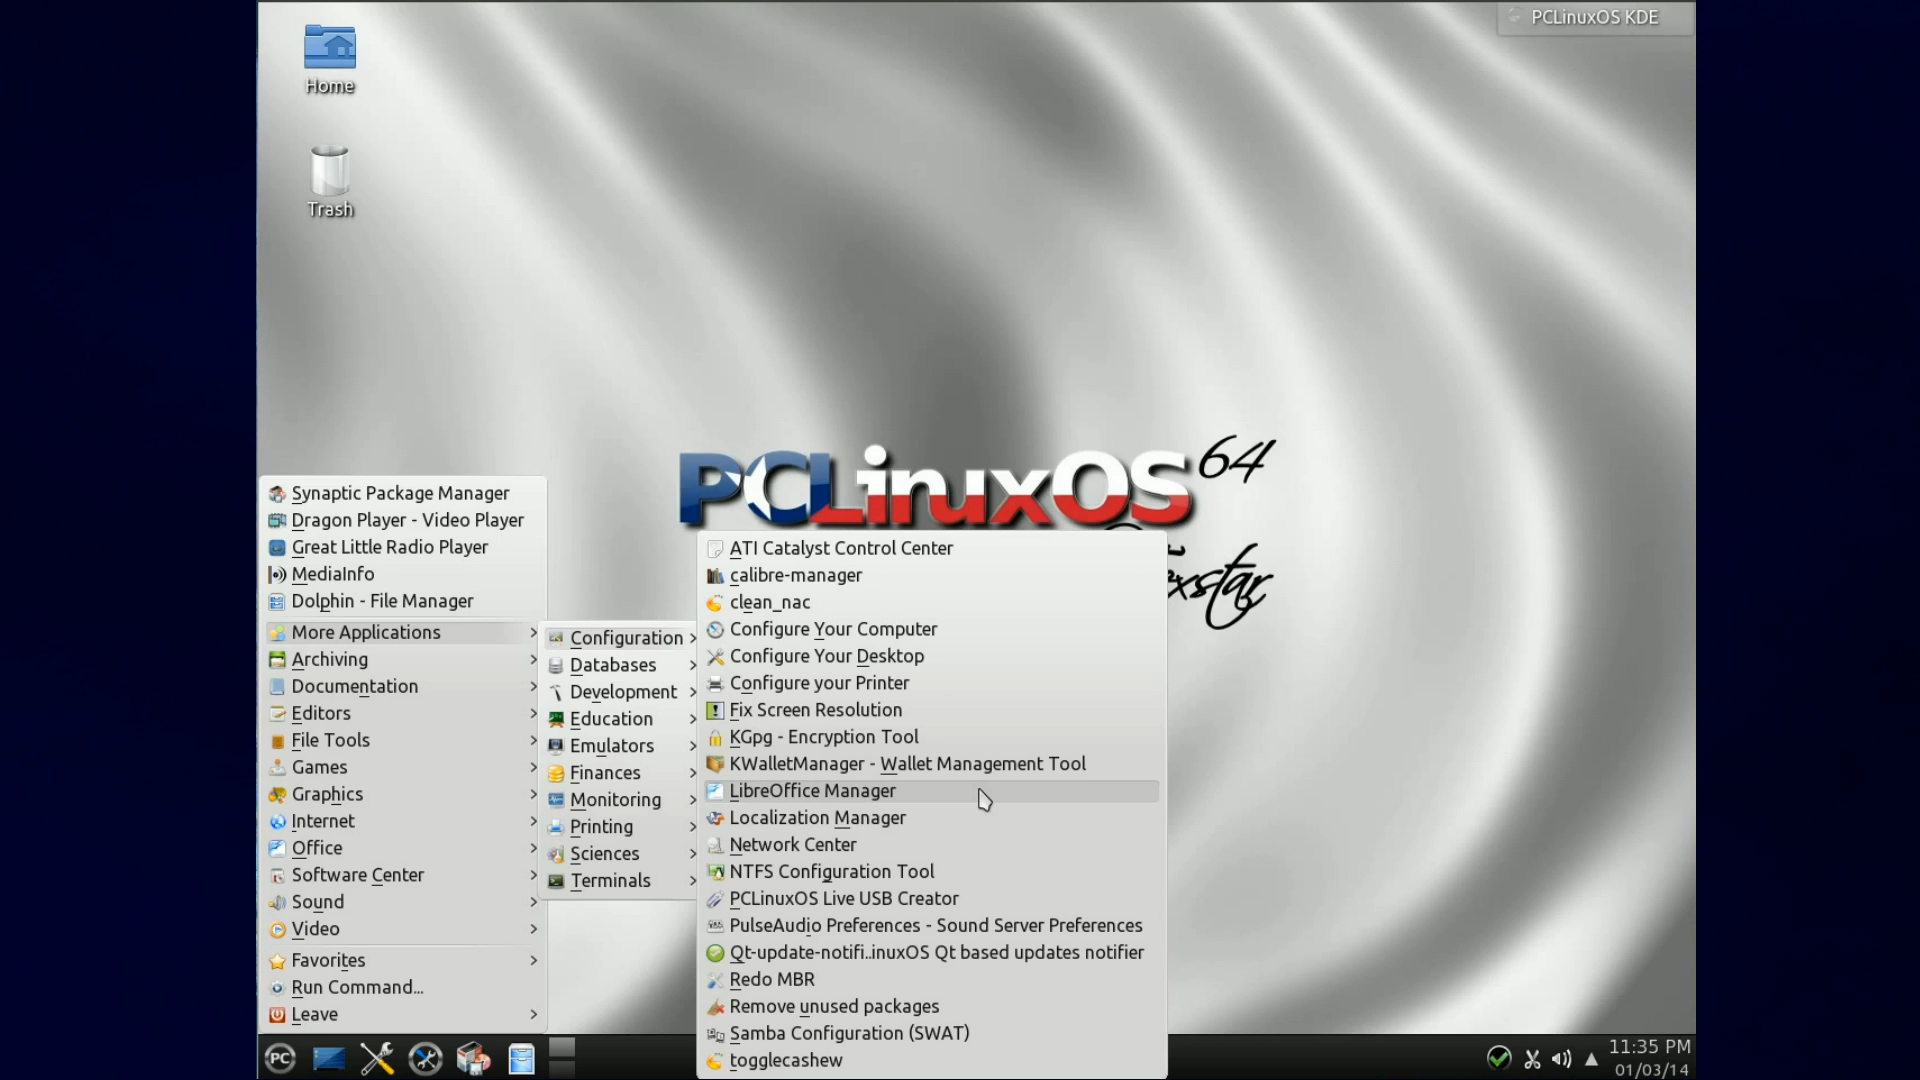 PCLinuxOS KDE
Home
Trash
PCLinuxOS 64
Synaptic Package Manager
Dragon Player - Video Player
Great Little Radio Player
MediaInfo
Dolphin - File Manager
More Applications
Archiving
Documentation
Editors
File Tools
Games
Graphics
Internet
Office
Software Center
Sound
Video
Favorites
Run Command...
Leave
Configuration
Databases
Development
Education
Emulators
Finances
Monitoring
Printing
Sciences
Terminals
ATI Catalyst Control Center
calibre-manager
clean_nac
Configure Your Computer
Configure Your Desktop
Configure your Printer
Fix Screen Resolution
KGpg - Encryption Tool
KWalletManager - Wallet Management Tool
LibreOffice Manager
Localization Manager
Network Center
NTFS Configuration Tool
PCLinuxOS Live USB Creator
PulseAudio Preferences - Sound Server Preferences
Qt-update-notifi..inuxOS Qt based updates notifier
Redo MBR
Remove unused packages
Samba Configuration (SWAT)
togglecashew
PC
11:35 PM
01/03/14